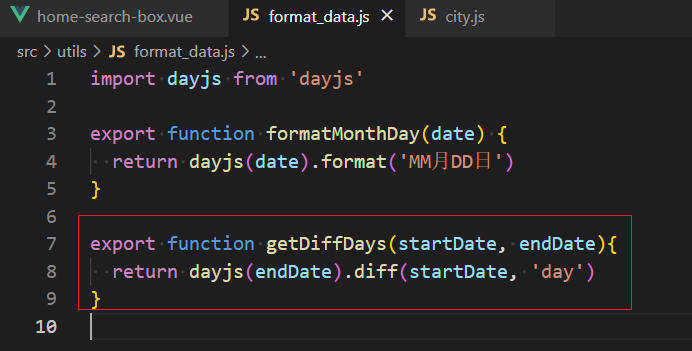 home-search-box.vue JS format_data.js JS city.js
src > utils > JS format_data.js > ...
1 import dayjs from 'dayjs'
2
3 export function formatMonthDay(date) {
4 return dayjs(date).format('MM月DD日')
5 }
6
7 export function getDiffDays(startDate, endDate){
8 return dayjs(endDate).diff(startDate, 'day')
9 }
10